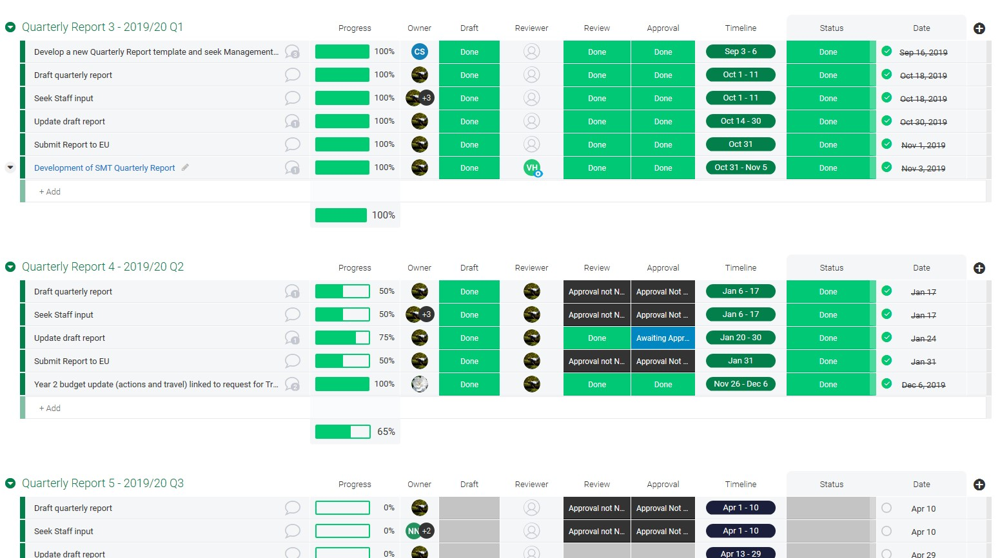 Quarterly Report 3 - 2019/20 Q1 Progress Owner Draft Reviewer Review Approval Timeline Status Date
Develop a new Quarterly Report template and seek Management... 3 100% CS Done Done Done Sep 3 - 6 Done Sep 16, 2019
Draft quarterly report 100% Done Done Done Oct 1 - 11 Done Oct 18, 2019
Seek Staff input 100% +3 Done Done Done Oct 1 - 11 Done Oct 18, 2019
Update draft report 1 100% Done Done Done Oct 14 - 30 Done Oct 30, 2019
Submit Report to EU 100% Done Done Done Oct 31 Done Nov 1, 2019
Development of SMT Quarterly Report 1 100% Done VH Done Done Oct 31 - Nov 5 Done Nov 3, 2019
+ Add
100%
Quarterly Report 4 - 2019/20 Q2 Progress Owner Draft Reviewer Review Approval Timeline Status Date
Draft quarterly report 1 50% Done Approval not N... Approval Not ... Jan 6 - 17 Done Jan 17
Seek Staff input 50% +3 Done Approval not N... Approval Not ... Jan 6 - 17 Done Jan 17
Update draft report 1 75% Done Done Awaiting Appr... Jan 20 - 30 Done Jan 24
Submit Report to EU 50% Done Approval not N... Approval Not ... Jan 31 Done Jan 31
Year 2 budget update (actions and travel) linked to request for Tr... 2 100% Done Done Done Nov 26 - Dec 6 Done Dec 6, 2019
+ Add
65%
Quarterly Report 5 - 2019/20 Q3 Progress Owner Draft Reviewer Review Approval Timeline Status Date
Draft quarterly report 0% Approval not N... Approval Not ... Apr 1 - 10 Apr 10
Seek Staff input 0% NN +2 Approval not N... Approval Not ... Apr 1 - 10 Apr 10
Update draft report 0% Apr 13 - 29 Apr 29